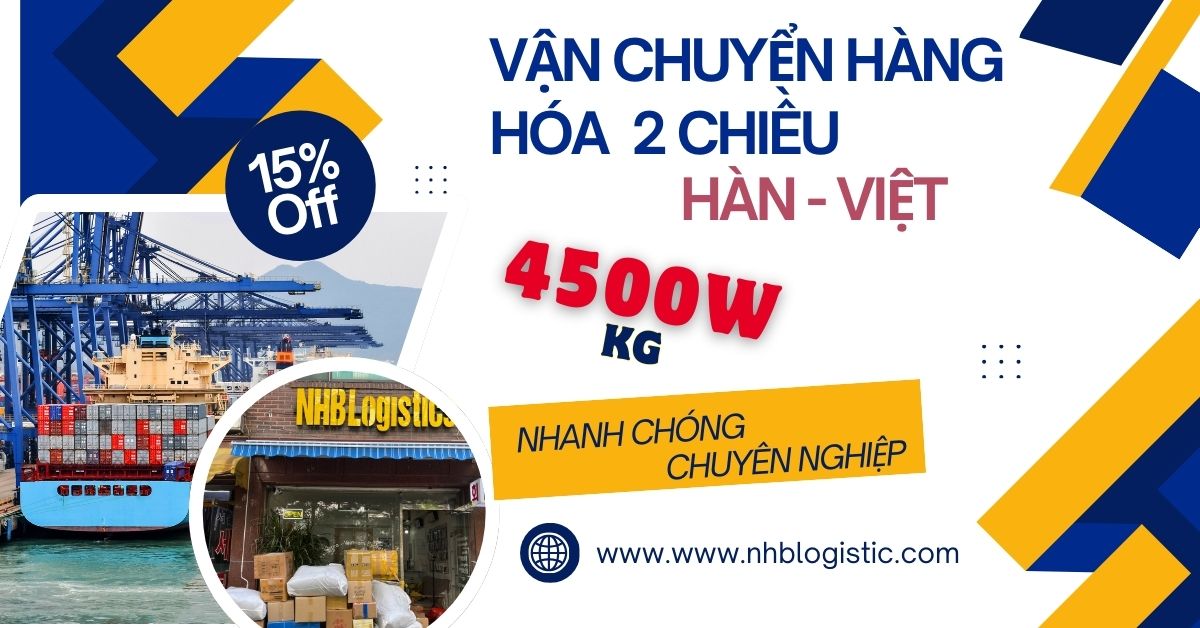 VẬN CHUYỂN HÀNG
HÓA 2 CHIỀU
HÀN - VIỆT
15%
Off
4500W
KG
NHBLogistics
NHANH CHÓNG
CHUYÊN NGHIỆP
OPEN
www.www.nhblogistic.com